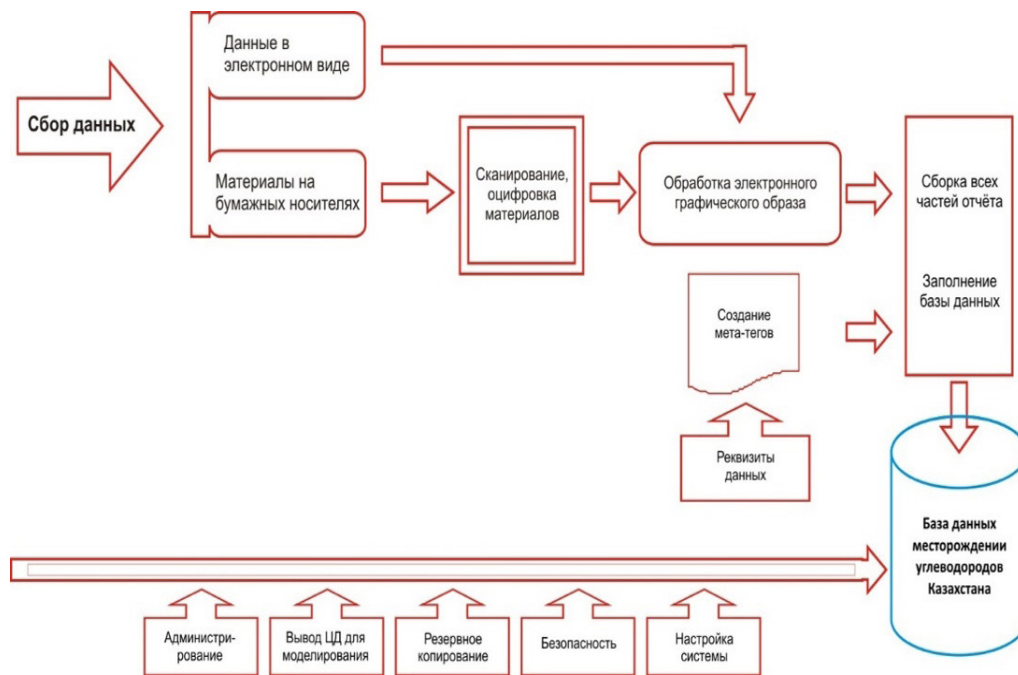 Данные в
электронном виде
Сбор данных
Материалы на
бумажных носителях
Сканирование,
оцифровка
материалов
Обработка электронного
графического образа
Сборка всех
частей отчёта
Заполнение
базы данных
Создание
мета-тегов
Реквизиты
данных
База данных
месторождении
углеводородов
Казахстана
Администри-
рование
Вывод ЦД для
моделирования
Резервное
копирование
Безопасность
Настройка
системы